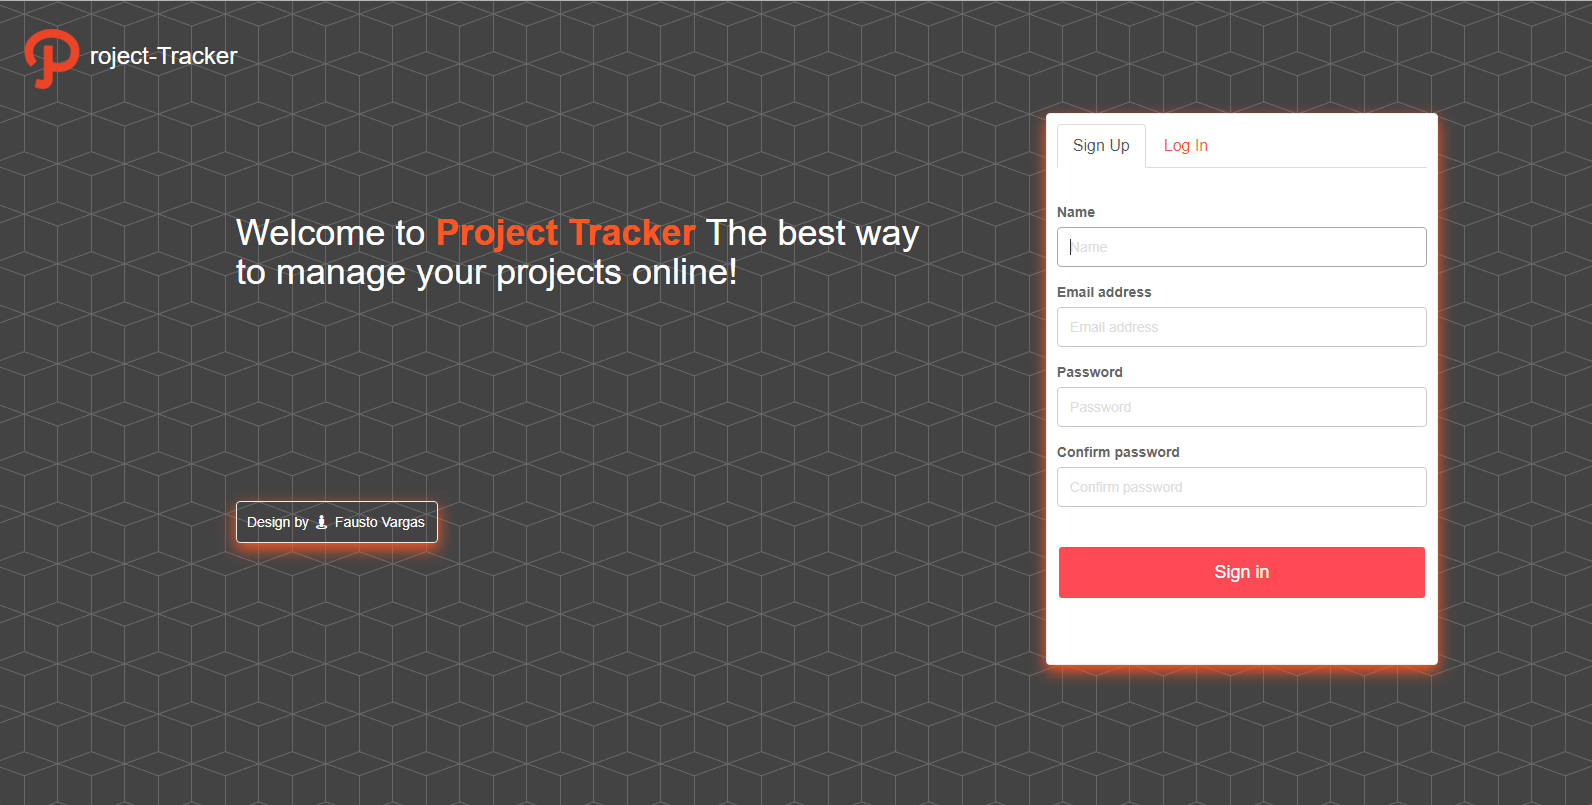 Project-Tracker
Sign Up Log In
Welcome to Project Tracker The best way
to manage your projects online!
Name
Name
Email address
Email address
Password
Password
Confirm password
Confirm password
Sign in
Design by Fausto Vargas